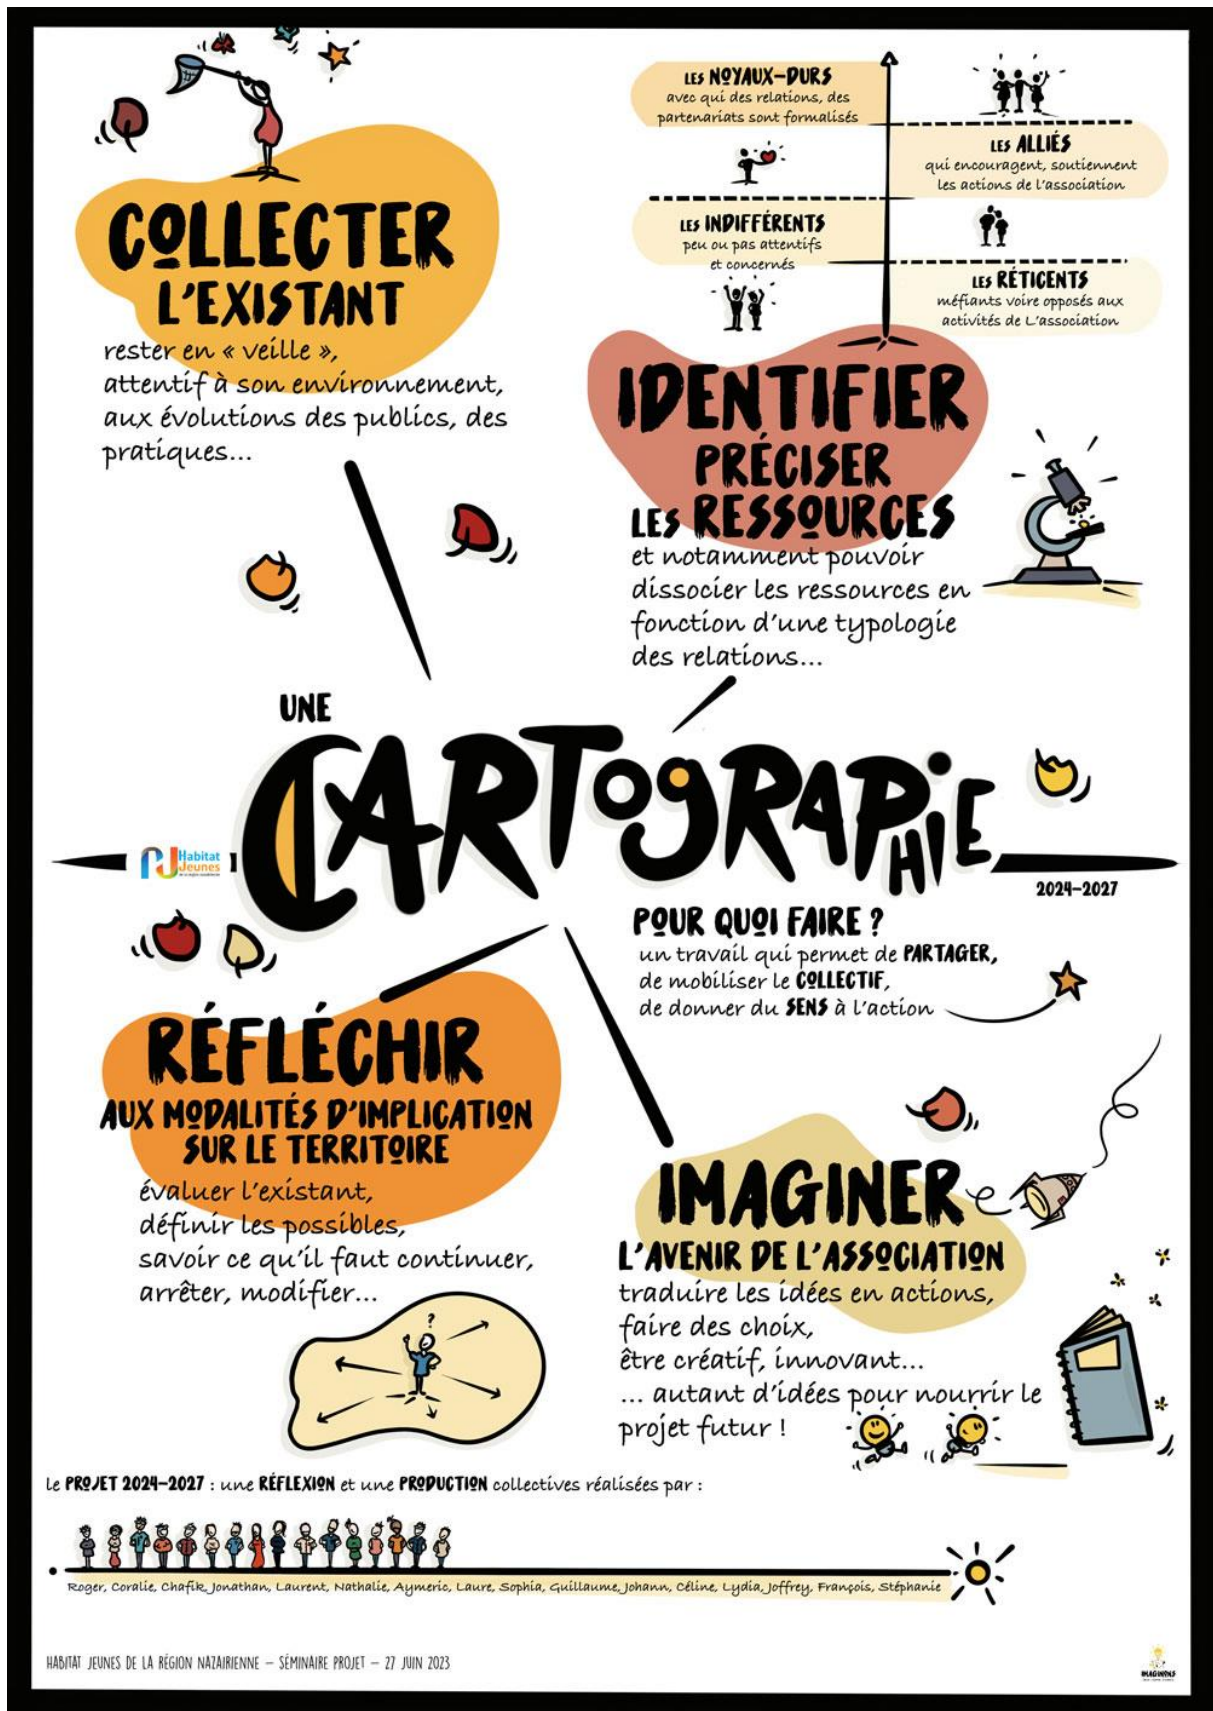 COLLECTER
L'EXISTANT
rester en « veille »,
attentif à son environnement,
aux évolutions des publics, des
pratiques...
LES NOYAUX-DURS
avec qui des relations, des
partenariats sont formalisés
LES ALLIÉS
qui encouragent, soutiennent
les actions de l'association
LES INDIFFÉRENTS
peu ou pas attentifs
et concernés
LES RÉTICENTS
méfiants voire opposés aux
activités de L'association
IDENTIFIER
PRÉCISER
LES RESSOURCES
et notamment pouvoir
dissocier les ressources en
fonction d'une typologie
des relations...
UNE
CARTOGRAPHIE
Habitat
Jeunes
2024-2027
POUR QUOI FAIRE ?
un travail qui permet de PARTAGER,
de mobiliser le COLLECTIF,
de donner du SENS à l'action
RÉFLÉCHIR
AUX MODALITÉS D'IMPLICATION
SUR LE TERRITOIRE
évaluer l'existant,
définir les possibles,
savoir ce qu'il faut continuer,
arrêter, modifier...
?
IMAGINER
L'AVENIR DE L'ASSOCIATION
traduire les idées en actions,
faire des choix,
être créatif, innovant...
... autant d'idées pour nourrir le
projet futur !
Le PROJET 2024-2027 : une RÉFLEXION et une PRODUCTION collectives réalisées par :
Roger, Coralie, Chafik, Jonathan, Laurent, Nathalie, Aymeric, Laure, Sophia, Guillaume, Johann, Céline, Lydia, Joffrey, François, Stéphanie
HABITAT JEUNES DE LA RÉGION NAZAIRIENNE – SÉMINAIRE PROJET – 27 JUIN 2023
IMAGINONS